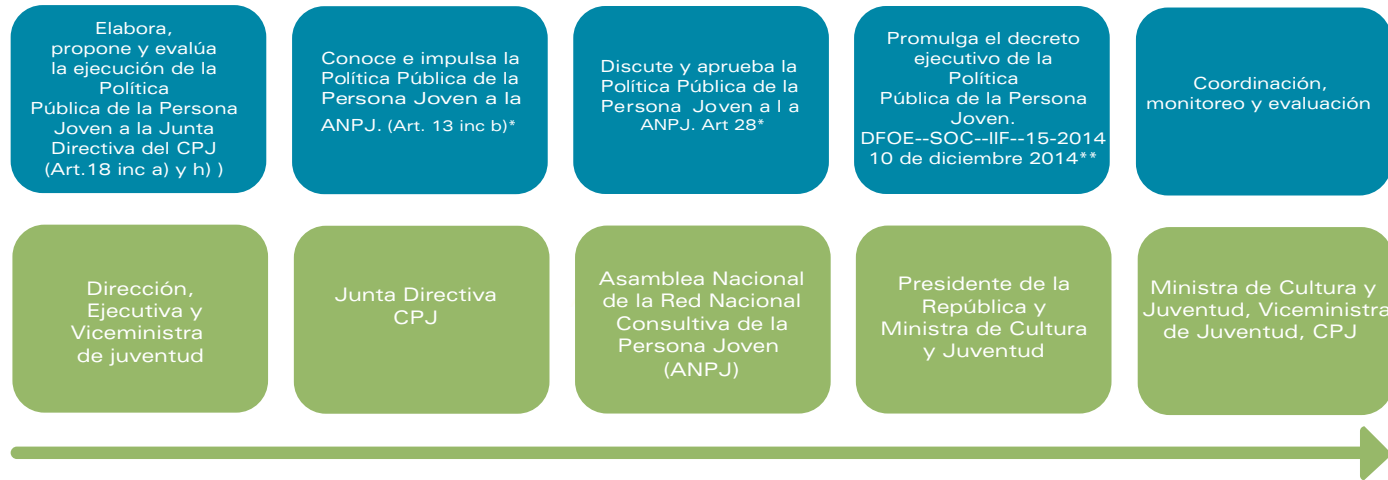 Elabora,
propone y evalúa
la ejecución de la
Política
Pública de la Persona
Joven a la Junta
Directiva del CPJ
(Art.18 inc a) y h) )
Conoce e impulsa la
Política Pública de la
Persona Joven a la
ANPJ. (Art. 13 inc b)*
Discute y aprueba la
Política Pública de la
Persona Joven a l a
ANPJ. Art 28*
Promulga el decreto
ejecutivo de la
Política
Pública de la Persona
Joven.
DFOE--SOC--IIF--15-2014
10 de diciembre 2014**
Coordinación,
monitoreo y evaluación
Dirección,
Ejecutiva y
Viceministra
de juventud
Junta Directiva
CPJ
Asamblea Nacional
de la Red Nacional
Consultiva de la
Persona Joven
(ANPJ)
Presidente de la
República y
Ministra de Cultura
y Juventud
Ministra de Cultura y
Juventud, Viceministra
de Juventud, CPJ